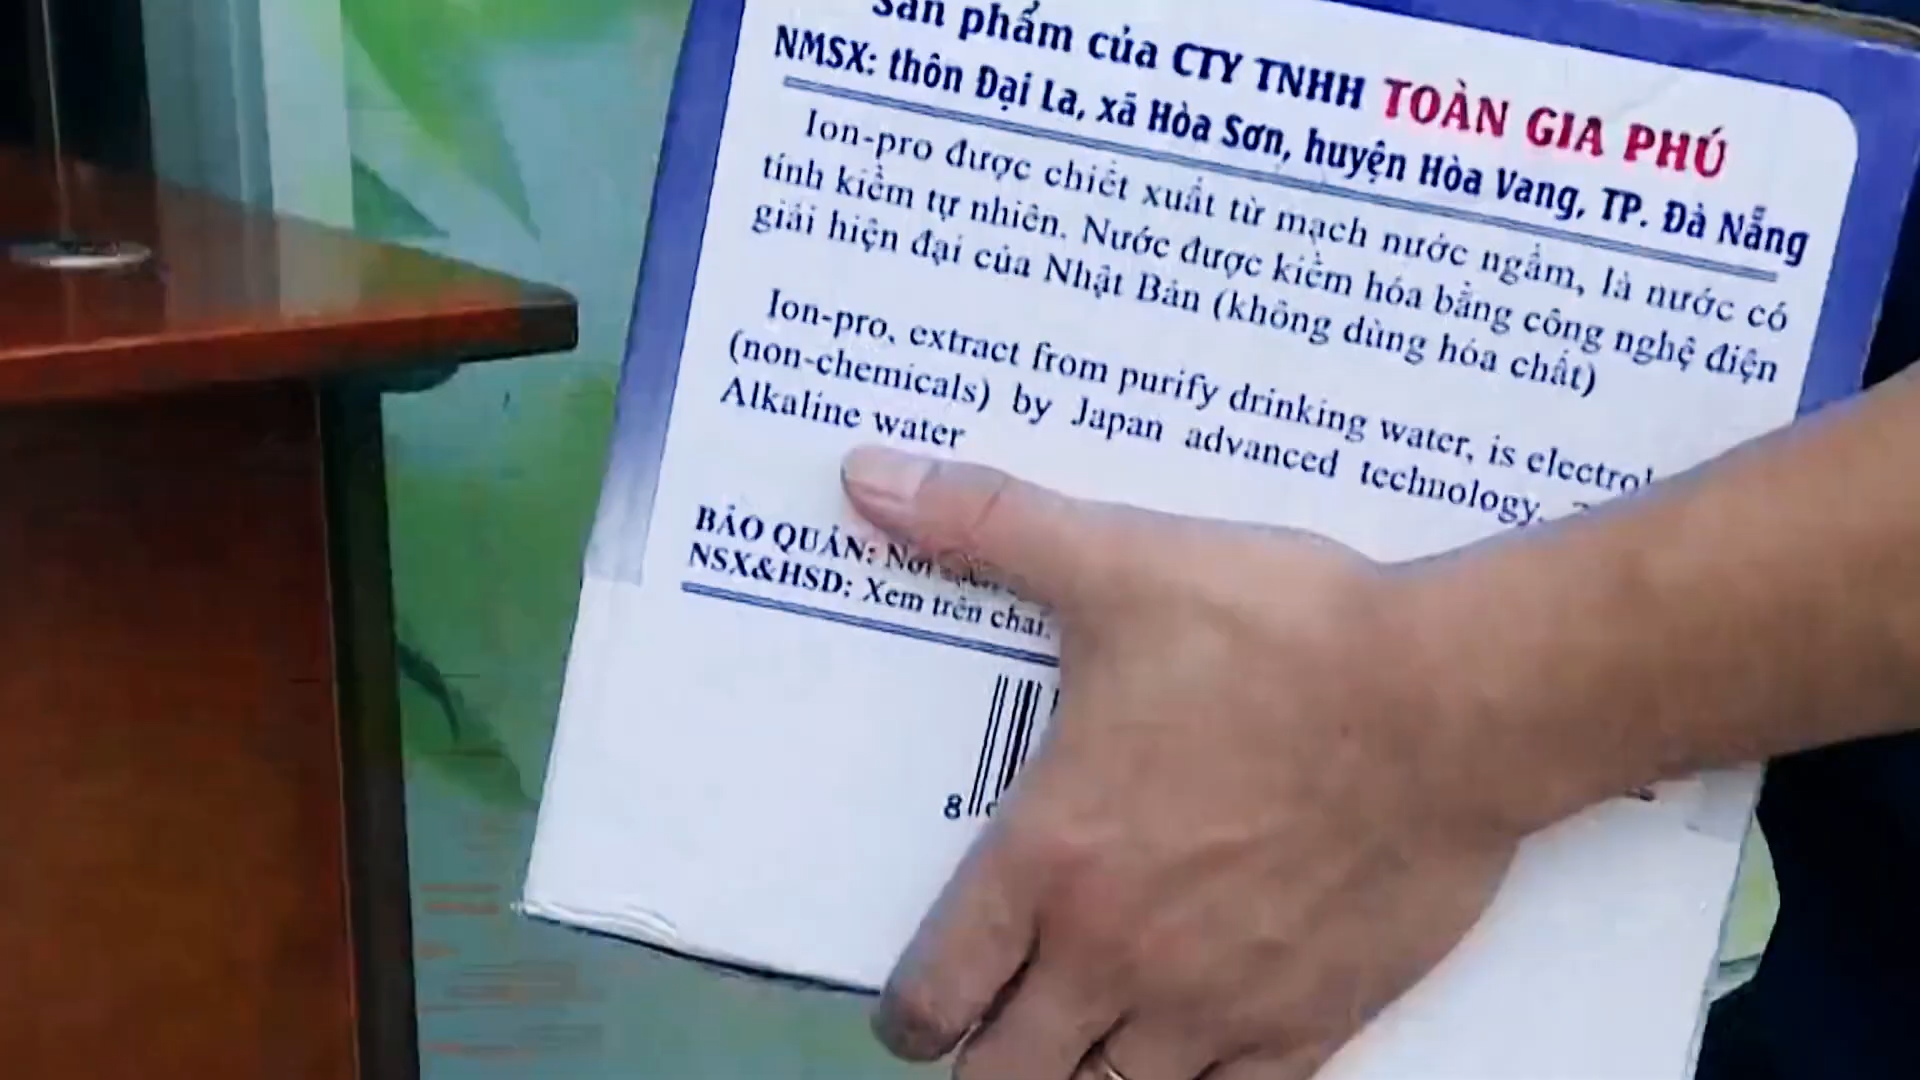 Sản phẩm của CTY TNHH TOÀN GIA PHÚ
NMSX: thôn Đại La, xã Hòa Sơn, huyện Hòa Vang, TP. Đà Nẵng
Ion-pro được chiết xuất từ mạch nước ngầm, là nước có
tính kiềm tự nhiên. Nước được kiềm hóa bằng công nghệ điện
giải hiện đại của Nhật Bản (không dùng hóa chất)
Ion-pro, extract from purify drinking water, is
(non-chemicals) by Japan advanced technology.
Alkaline water
BẢO QUẢN: Nơi
NSX&HSD: Xem trên chai.
8